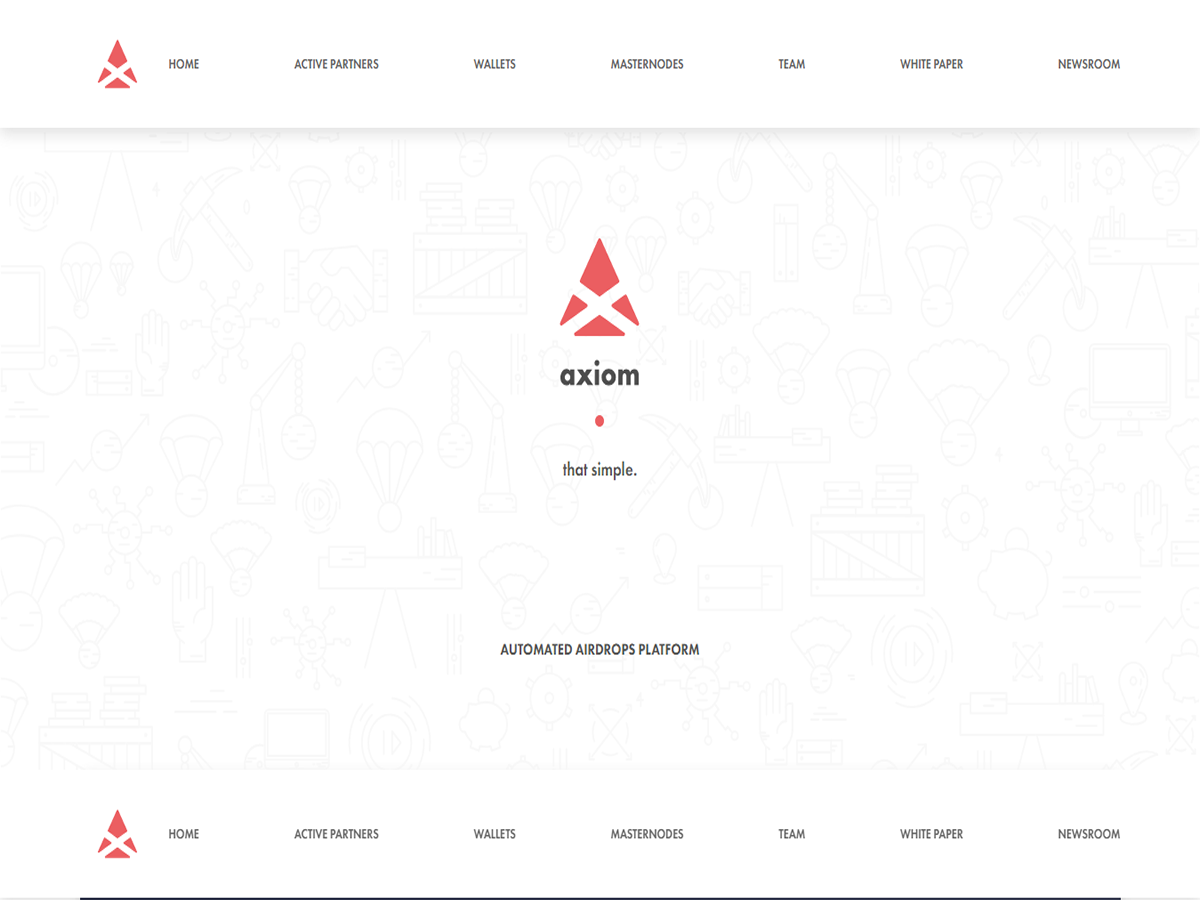 HOME ACTIVE PARTNERS WALLETS MASTERNODES TEAM WHITE PAPER NEWSROOM
axiom
that simple.
AUTOMATED AIRDROPS PLATFORM
HOME ACTIVE PARTNERS WALLETS MASTERNODES TEAM WHITE PAPER NEWSROOM